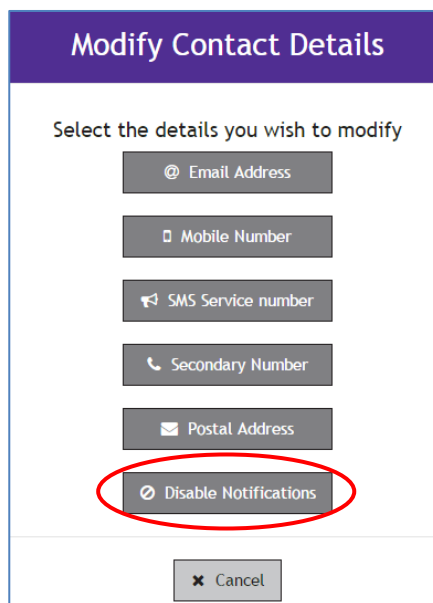 Modify Contact Details
Select the details you wish to modify
@ Email Address
Mobile Number
SMS Service number
Secondary Number
Postal Address
Disable Notifications
Cancel